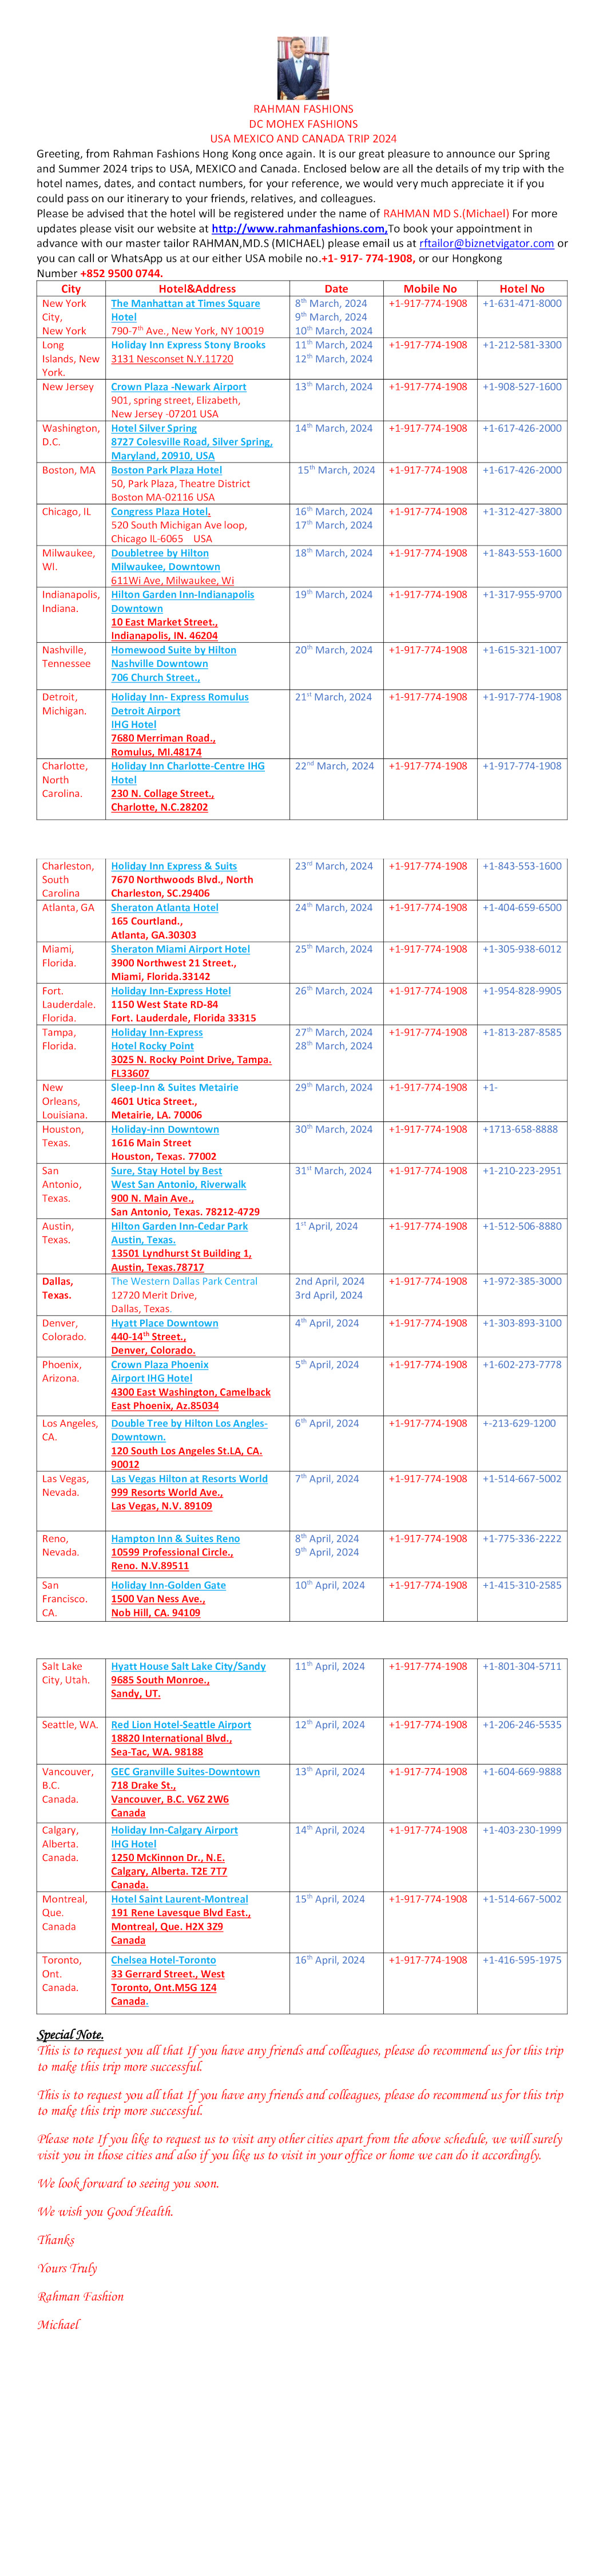 RAHMAN FASHIONS
DC MOHEX FASHIONS
USA MEXICO AND CANADA TRIP 2024
Greeting, from Rahman Fashions Hong Kong once again. It is our great pleasure to announce our Spring
and Summer 2024 trips to USA, MEXICO and Canada. Enclosed below are all the details of my trip with the
hotel names, dates, and contact numbers, for your reference, we would very much appreciate it if you
could pass on our itinerary to your friends, relatives, and colleagues.
Please be advised that the hotel will be registered under the name of RAHMAN MD S.(Michael) For more
updates please visit our website at http://www.rahmanfashions.com,To book your appointment in
advance with our master tailor RAHMAN,MD.S (MICHAEL) please email us at rftailor@biznetvigator.com or
you can call or WhatsApp us at our either USA mobile no.+1- 917- 774-1908, or our Hongkong
Number +852 9500 0744.
City Hotel&Address Date Mobile No Hotel No
New York The Manhattan at Times Square 8th March, 2024 +1-917-774-1908 +1-631-471-8000
City, Hotel 9th March, 2024
New York 790-7th Ave., New York, NY 10019 10th March, 2024
Long Holiday Inn Express Stony Brooks 11th March, 2024 +1-917-774-1908 +1-212-581-3300
Islands, New 3131 Nesconset N.Y.11720 12th March, 2024
York.
New Jersey Crown Plaza -Newark Airport 13th March, 2024 +1-917-774-1908 +1-908-527-1600
901, spring street, Elizabeth,
New Jersey -07201 USA
Washington, Hotel Silver Spring 14th March, 2024 +1-917-774-1908 +1-617-426-2000
D.C. 8727 Colesville Road, Silver Spring,
Maryland, 20910, USA
Boston, MA Boston Park Plaza Hotel 15th March, 2024 +1-917-774-1908 +1-617-426-2000
50, Park Plaza, Theatre District
Boston MA-02116 USA
Chicago, IL Congress Plaza Hotel, 16th March, 2024 +1-917-774-1908 +1-312-427-3800
520 South Michigan Ave loop, 17th March, 2024
Chicago IL-6065 USA
Milwaukee, Doubletree by Hilton 18th March, 2024 +1-917-774-1908 +1-843-553-1600
WI. Milwaukee, Downtown
611Wi Ave, Milwaukee, Wi
Indianapolis, Hilton Garden Inn-Indianapolis 19th March, 2024 +1-917-774-1908 +1-317-955-9700
Indiana. Downtown
10 East Market Street.,
Indianapolis, IN. 46204
Nashville, Homewood Suite by Hilton 20th March, 2024 +1-917-774-1908 +1-615-321-1007
Tennessee Nashville Downtown
706 Church Street.,
Detroit, Holiday Inn- Express Romulus 21st March, 2024 +1-917-774-1908 +1-917-774-1908
Michigan. Detroit Airport
IHG Hotel
7680 Merriman Road.,
Romulus, MI.48174
Charlotte, Holiday Inn Charlotte-Centre IHG 22nd March, 2024 +1-917-774-1908 +1-917-774-1908
North Hotel
Carolina. 230 N. Collage Street.,
Charlotte, N.C.28202
Charleston, Holiday Inn Express & Suits 23rd March, 2024 +1-917-774-1908 +1-843-553-1600
South 7670 Northwoods Blvd., North
Carolina Charleston, SC.29406
Atlanta, GA Sheraton Atlanta Hotel 24th March, 2024 +1-917-774-1908 +1-404-659-6500
165 Courtland.,
Atlanta, GA.30303
Miami, Sheraton Miami Airport Hotel 25th March, 2024 +1-917-774-1908 +1-305-938-6012
Florida. 3900 Northwest 21 Street.,
Miami, Florida.33142
Fort. Holiday Inn-Express Hotel 26th March, 2024 +1-917-774-1908 +1-954-828-9905
Lauderdale. 1150 West State RD-84
Florida. Fort. Lauderdale, Florida 33315
Tampa, Holiday Inn-Express 27th March, 2024 +1-917-774-1908 +1-813-287-8585
Florida. Hotel Rocky Point 28th March, 2024
3025 N. Rocky Point Drive, Tampa.
FL33607
New Sleep-Inn & Suites Metairie 29th March, 2024 +1-917-774-1908 +1-
Orleans, 4601 Utica Street.,
Louisiana. Metairie, LA. 70006
Houston, Holiday-inn Downtown 30th March, 2024 +1-917-774-1908 +1713-658-8888
Texas. 1616 Main Street
Houston, Texas. 77002
San Sure, Stay Hotel by Best 31st March, 2024 +1-917-774-1908 +1-210-223-2951
Antonio, West San Antonio, Riverwalk
Texas. 900 N. Main Ave.,
San Antonio, Texas. 78212-4729
Austin, Hilton Garden Inn-Cedar Park 1st April, 2024 +1-917-774-1908 +1-512-506-8880
Texas. Austin, Texas.
13501 Lyndhurst St Building 1,
Austin, Texas.78717
Dallas, The Western Dallas Park Central 2nd April, 2024 +1-917-774-1908 +1-972-385-3000
Texas. 12720 Merit Drive, 3rd April, 2024
Dallas, Texas.
Denver, Hyatt Place Downtown 4th April, 2024 +1-917-774-1908 +1-303-893-3100
Colorado. 440-14th Street.,
Denver, Colorado.
Phoenix, Crown Plaza Phoenix 5th April, 2024 +1-917-774-1908 +1-602-273-7778
Arizona. Airport IHG Hotel
4300 East Washington, Camelback
East Phoenix, Az.85034
Los Angeles, Double Tree by Hilton Los Angles- 6th April, 2024 +1-917-774-1908 +-213-629-1200
CA. Downtown.
120 South Los Angeles St.LA, CA.
90012
Las Vegas, Las Vegas Hilton at Resorts World 7th April, 2024 +1-917-774-1908 +1-514-667-5002
Nevada. 999 Resorts World Ave.,
Las Vegas, N.V. 89109
Reno, Hampton Inn & Suites Reno 8th April, 2024 +1-917-774-1908 +1-775-336-2222
Nevada. 10599 Professional Circle., 9th April, 2024
Reno. N.V.89511
San Holiday Inn-Golden Gate 10th April, 2024 +1-917-774-1908 +1-415-310-2585
Francisco. 1500 Van Ness Ave.,
CA. Nob Hill, CA. 94109
Salt Lake Hyatt House Salt Lake City/Sandy 11th April, 2024 +1-917-774-1908 +1-801-304-5711
City, Utah. 9685 South Monroe.,
Sandy, UT.
Seattle, WA. Red Lion Hotel-Seattle Airport 12th April, 2024 +1-917-774-1908 +1-206-246-5535
18820 International Blvd.,
Sea-Tac, WA. 98188
Vancouver, GEC Granville Suites-Downtown 13th April, 2024 +1-917-774-1908 +1-604-669-9888
B.C. 718 Drake St.,
Canada. Vancouver, B.C. V6Z 2W6
Canada
Calgary, Holiday Inn-Calgary Airport 14th April, 2024 +1-917-774-1908 +1-403-230-1999
Alberta. IHG Hotel
Canada. 1250 McKinnon Dr., N.E.
Calgary, Alberta. T2E 7T7
Canada.
Montreal, Hotel Saint Laurent-Montreal 15th April, 2024 +1-917-774-1908 +1-514-667-5002
Que. 191 Rene Lavesque Blvd East.,
Canada Montreal, Que. H2X 3Z9
Canada
Toronto, Chelsea Hotel-Toronto 16th April, 2024 +1-917-774-1908 +1-416-595-1975
Ont. 33 Gerrard Street., West
Canada. Toronto, Ont.M5G 1Z4
Canada.
Special Note.
This is to request you all that If you have any friends and colleagues, please do recommend us for this trip
to make this trip more successful.
This is to request you all that If you have any friends and colleagues, please do recommend us for this trip
to make this trip more successful.
Please note If you like to request us to visit any other cities apart from the above schedule, we will surely
visit you in those cities and also if you like us to visit in your office or home we can do it accordingly.
We look forward to seeing you soon.
We wish you Good Health.
Thanks
Yours Truly
Rahman Fashion
Michael